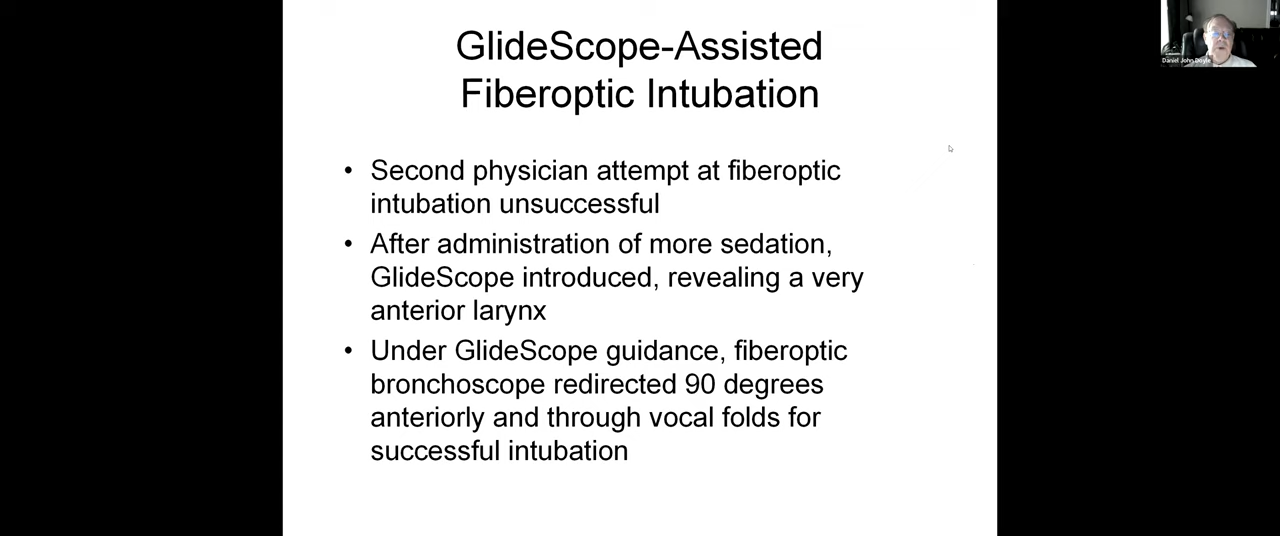 GlideScope-Assisted
Fiberoptic Intubation
• Second physician attempt at fiberoptic
intubation unsuccessful
• After administration of more sedation,
GlideScope introduced, revealing a very
anterior larynx
• Under GlideScope guidance, fiberoptic
bronchoscope redirected 90 degrees
anteriorly and through vocal folds for
successful intubation
Daniel John Doyle